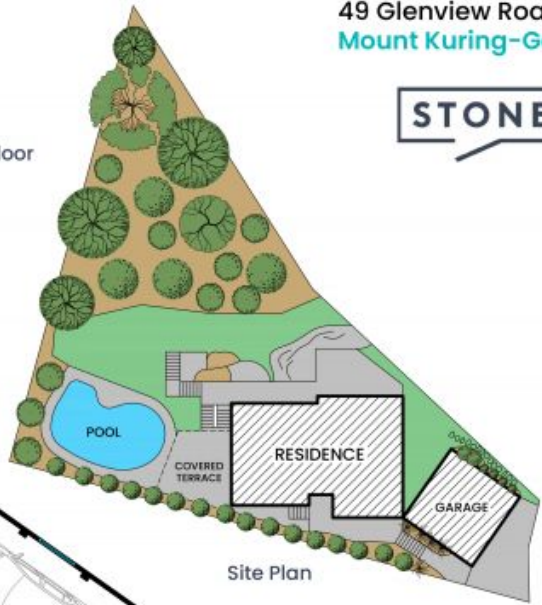 49 Glenview Roa
Mount Kuring-G
STONE
loor
POOL
COVERED
TERRACE
RESIDENCE
GARAGE
Site Plan